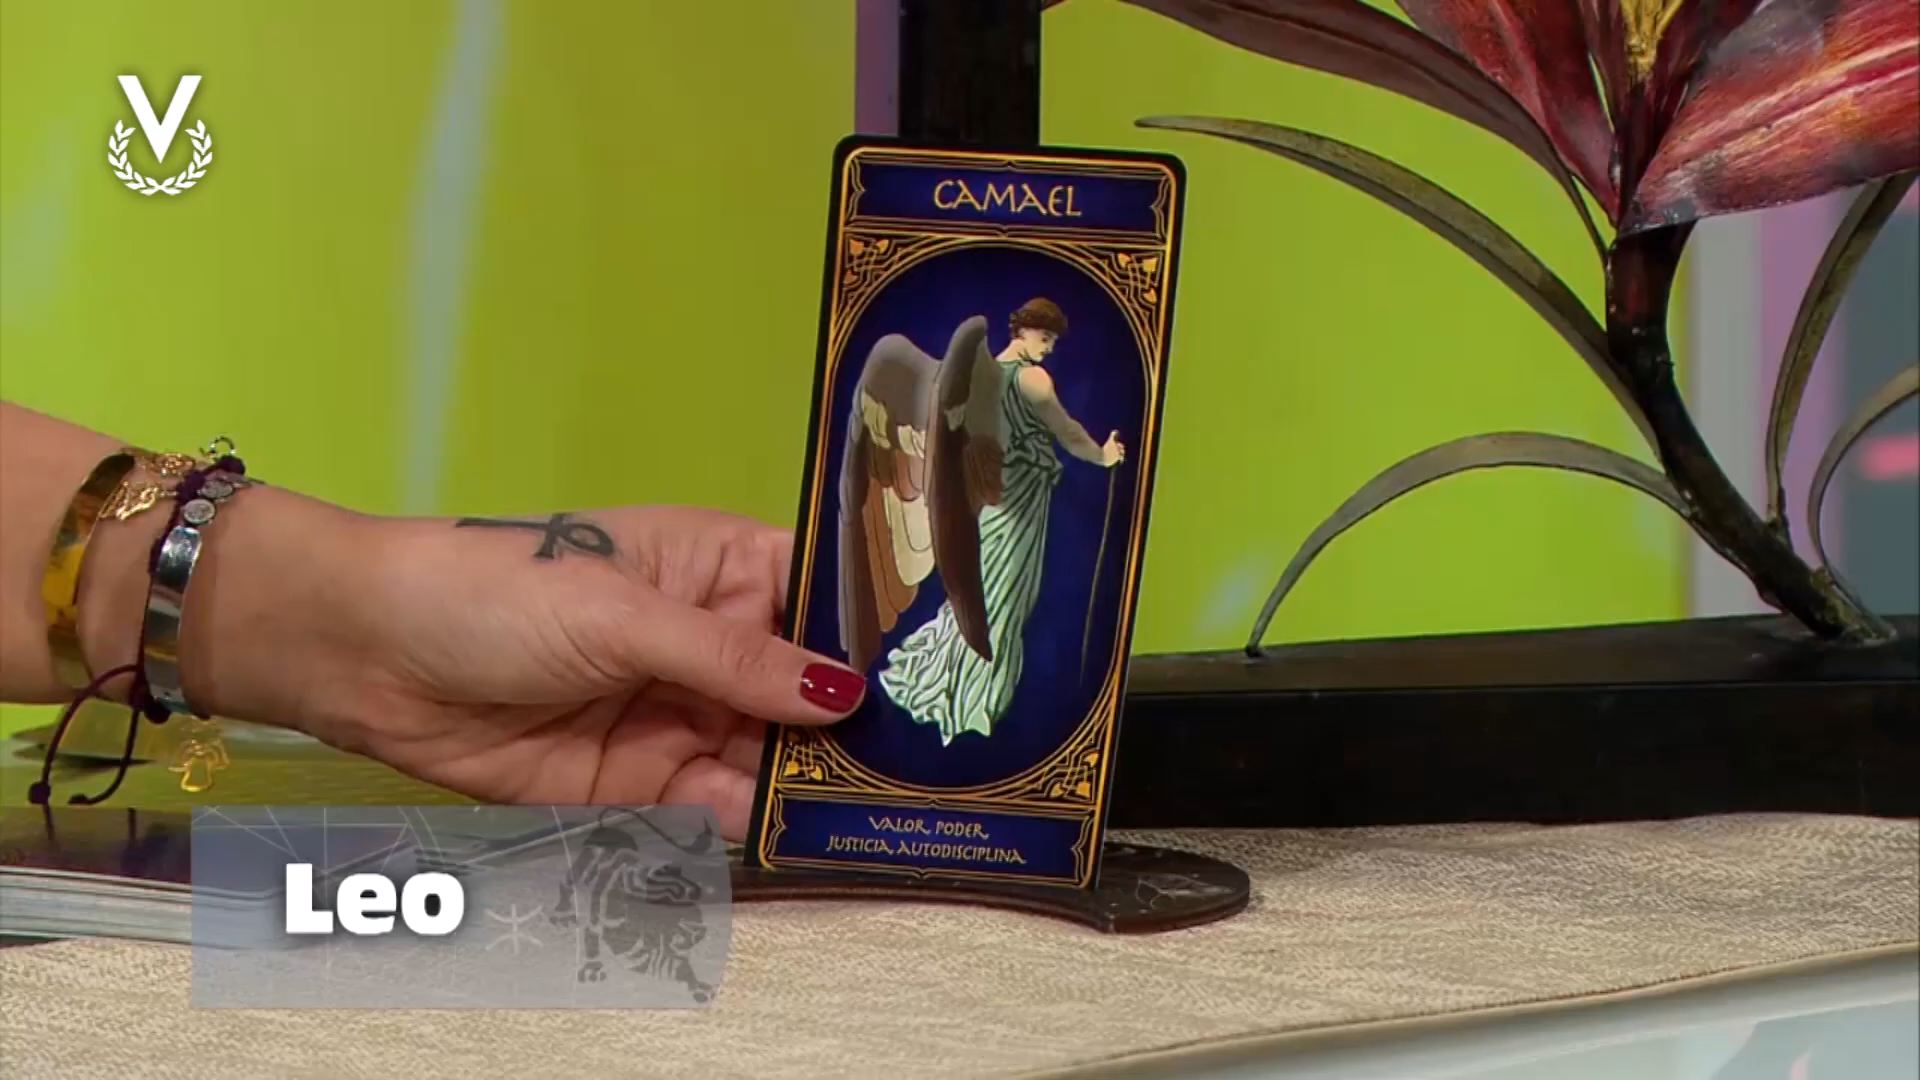 V
CAMAEL
VALOR, PODER,
JUSTICIA, AUTODISCIPLINA
Leo